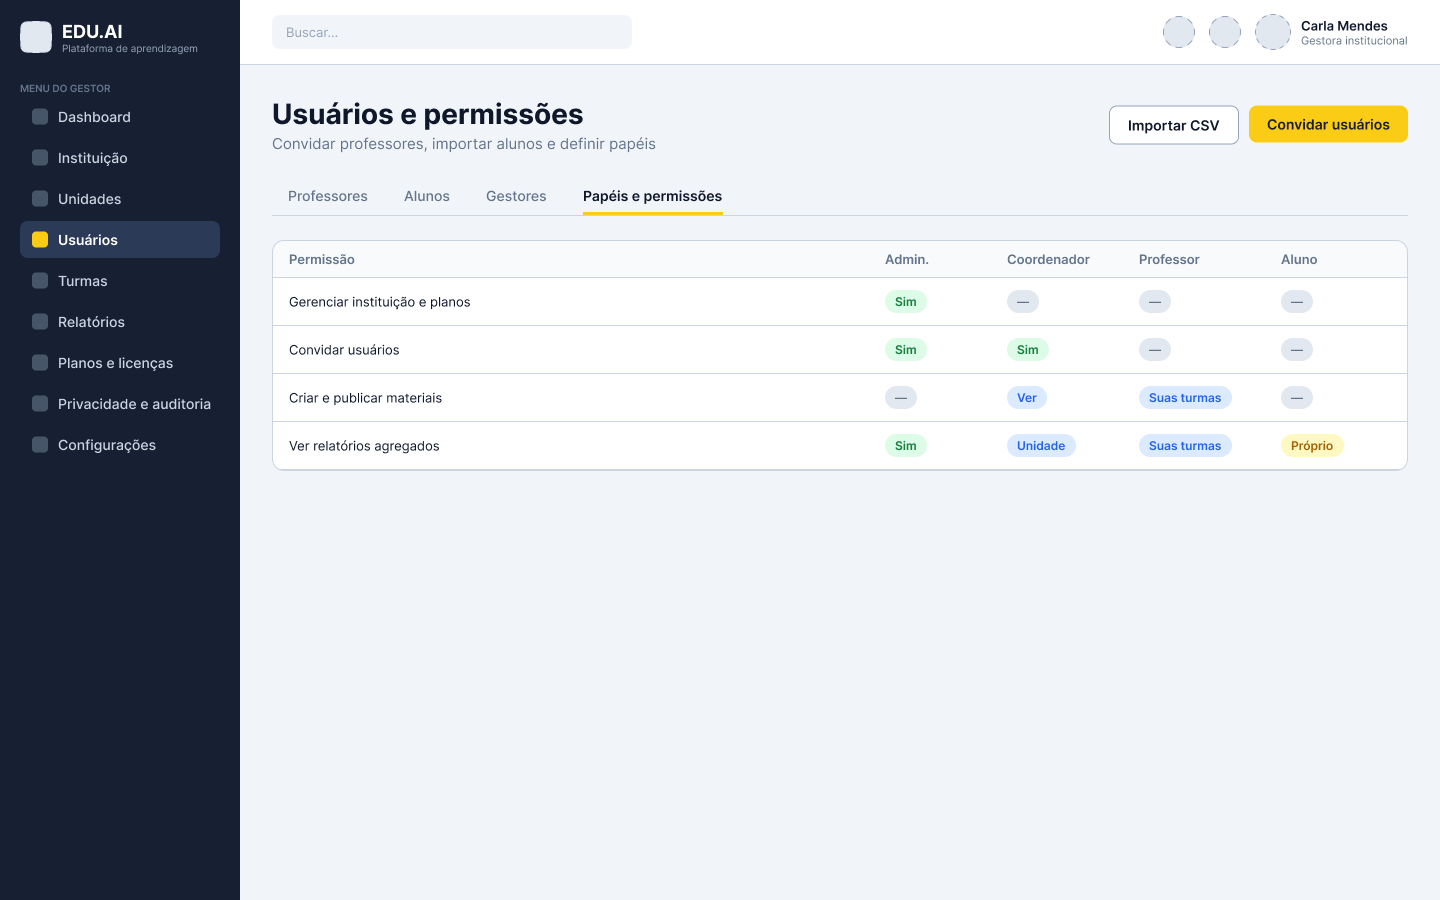 EDU.AI
Plataforma de aprendizagem
MENU DO GESTOR
Dashboard
Instituição
Unidades
Usuários
Turmas
Relatórios
Planos e licenças
Privacidade e auditoria
Configurações
Buscar...
Carla Mendes
Gestora institucional
Usuários e permissões
Convidar professores, importar alunos e definir papéis
Importar CSV
Convidar usuários
Professores Alunos Gestores Papéis e permissões
Permissão Admin. Coordenador Professor Aluno
Gerenciar instituição e planos Sim — — —
Convidar usuários Sim Sim — —
Criar e publicar materiais — Ver Suas turmas —
Ver relatórios agregados Sim Unidade Suas turmas Próprio